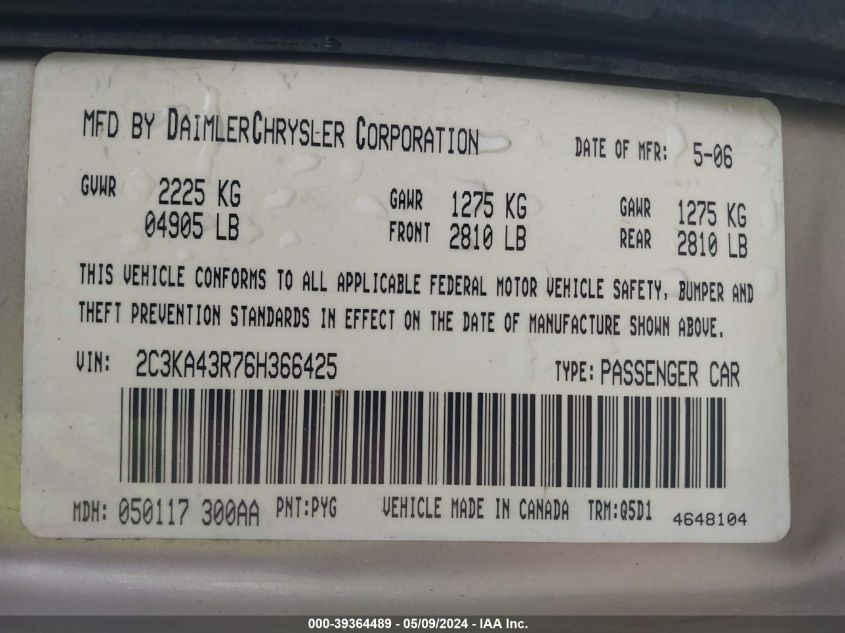 MFD BY DAIMLERCHRYSLER CORPORATION DATE OF MFR: 5-06
GVWR 2225 KG GAWR 1275 KG GAWR 1275 KG
04905 LB FRONT 2810 LB REAR 2810 LB
THIS VEHICLE CONFORMS TO ALL APPLICABLE FEDERAL MOTOR VEHICLE SAFETY, BUMPER AND
THEFT PREVENTION STANDARDS IN EFFECT ON THE DATE OF MANUFACTURE SHOWN ABOVE.
VIN: 2C3KA43R76H366425 TYPE: PASSENGER CAR
MDH: 050117 300AA PNT:PYG VEHICLE MADE IN CANADA TRM:Q5D1 4648104
000-39364489 - 05/09/2024 - IAA Inc.